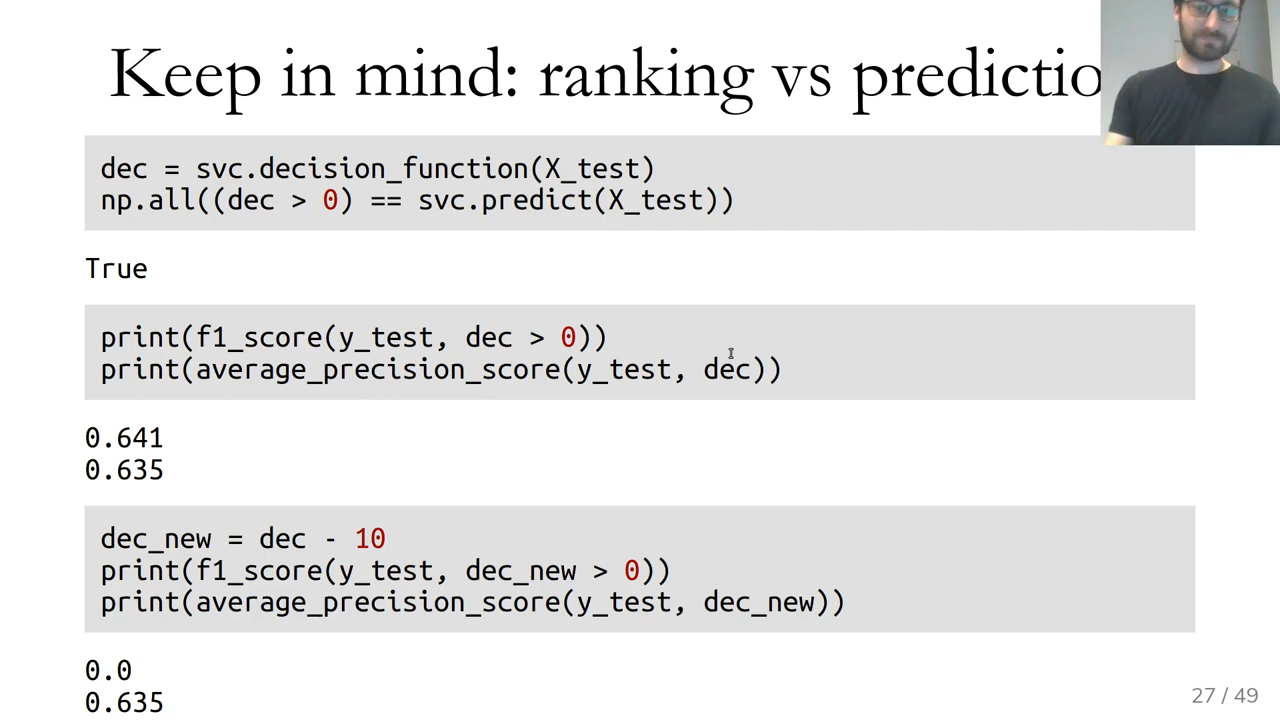 Keep in mind: ranking vs predictio
dec = svc.decision_function(X_test)
np.all((dec > 0) == svc.predict(X_test))
True
print(f1_score(y_test, dec > 0))
print(average_precision_score(y_test, dec))
0.641
0.635
dec_new = dec - 10
print(f1_score(y_test, dec_new > 0))
print(average_precision_score(y_test, dec_new))
0.0
0.635
27 / 49